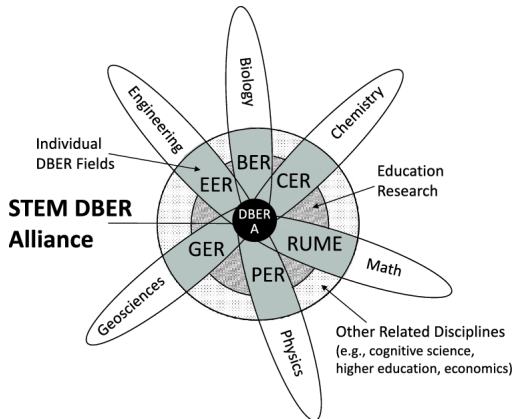 Biology
Chemistry
Engineering
Individual
DBER Fields
BER
EER
CER
Education
Research
STEM DBER
Alliance
DBER
A
GER
RUME
PER
Math
Geosciences
Physics
Other Related Disciplines
(e.g., cognitive science,
higher education, economics)